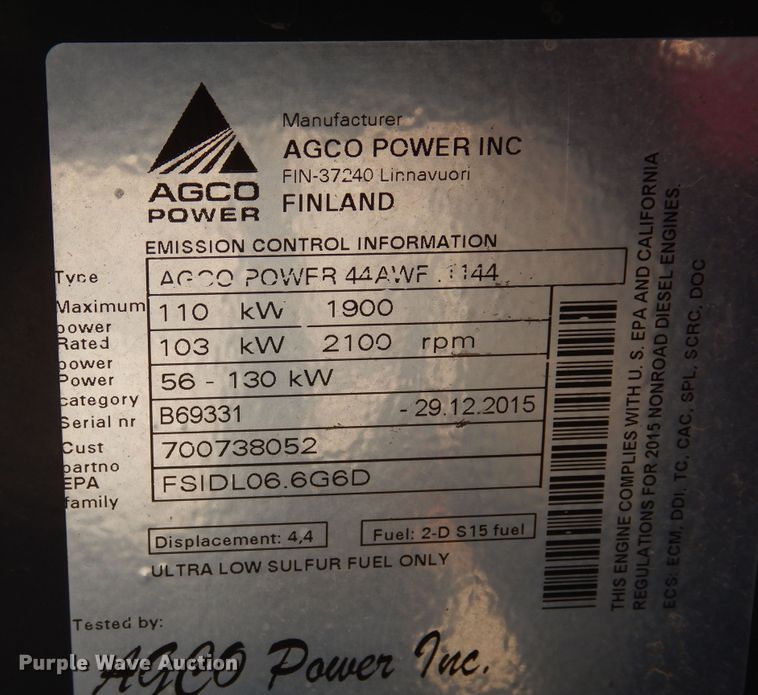 AGCO
POWER
Manufacturer
AGCO POWER INC
FIN-37240 Linnavuori
FINLAND
EMISSION CONTROL INFORMATION
Type AGCO POWER 44AWF .1144
Maximum power 110 kW 1900
Rated power 103 kW 2100 rpm
Power category 56 - 130 kW
Serial nr B69331 - 29.12.2015
Cust partno 700738052
EPA family FSIDL06.6G6D
Displacement: 4,4 Fuel: 2-D S15 fuel
ULTRA LOW SULFUR FUEL ONLY
Tested by:
AGCO Power Inc.
THIS ENGINE COMPLIES WITH U. S. EPA AND CALIFORNIA
REGULATIONS FOR 2015 NONROAD DIESEL ENGINES.
ECS: ECM, DDI, TC, CAC, SPL, SCRC, DOC
Purple Wave Auction